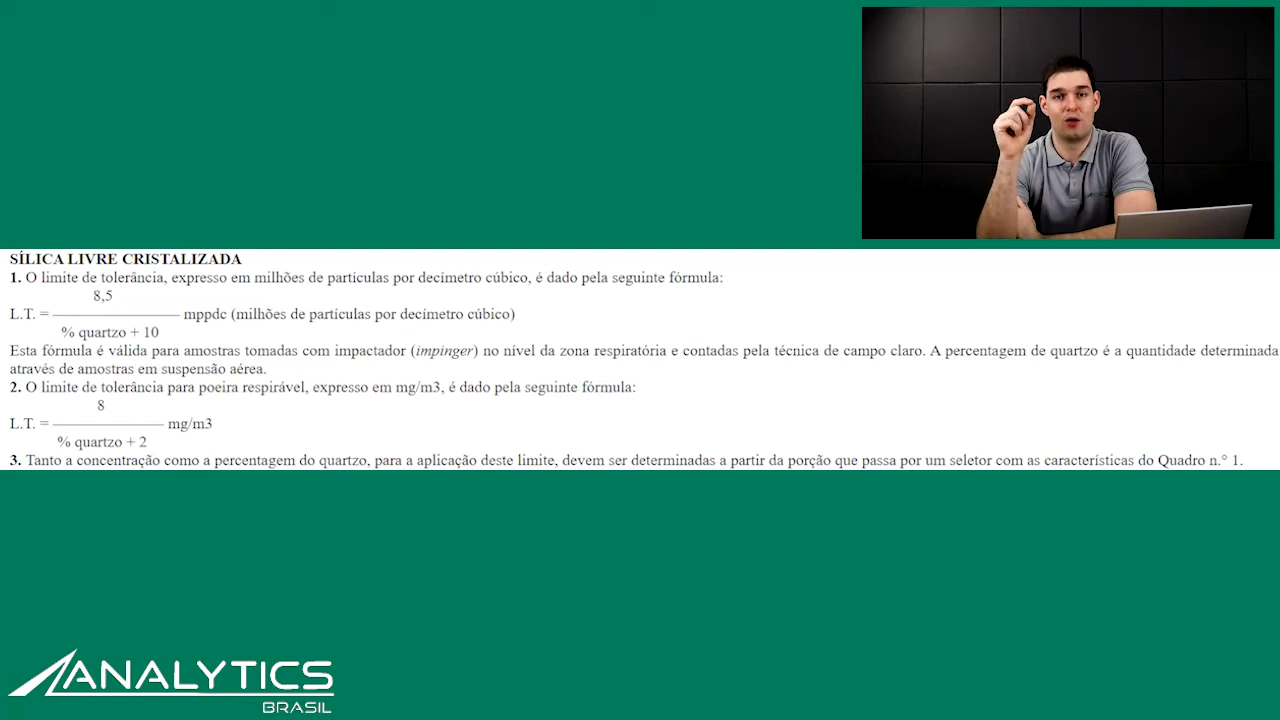 SÍLICA LIVRE CRISTALIZADA
1. O limite de tolerância, expresso em milhões de partículas por decímetro cúbico, é dado pela seguinte fórmula:
8,5
L.T. = ――――――― mppdc (milhões de partículas por decímetro cúbico)
% quartzo + 10
Esta fórmula é válida para amostras tomadas com impactador (impinger) no nível da zona respiratória e contadas pela técnica de campo claro. A percentagem de quartzo é a quantidade determinada
através de amostras em suspensão aérea.
2. O limite de tolerância para poeira respirável, expresso em mg/m3, é dado pela seguinte fórmula:
8
L.T. = ――――――― mg/m3
% quartzo + 2
3. Tanto a concentração como a percentagem do quartzo, para a aplicação deste limite, devem ser determinadas a partir da porção que passa por um seletor com as características do Quadro n.° 1.
ANALYTICS
BRASIL